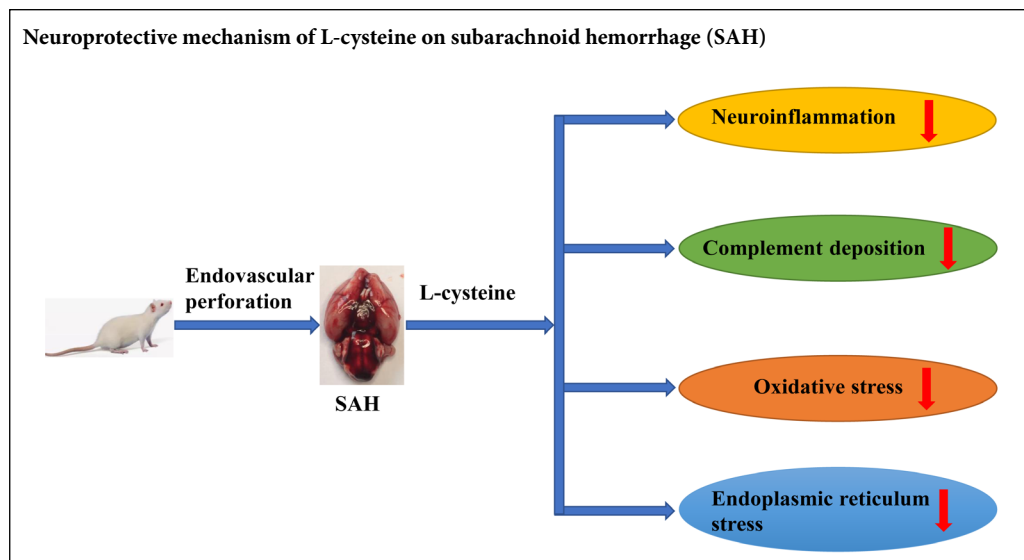 Neuroprotective mechanism of L-cysteine on subarachnoid hemorrhage (SAH)
Neuroinflammation
Complement deposition
Endovascular
perforation
L-cysteine
SAH
Oxidative stress
Endoplasmic reticulum
stress